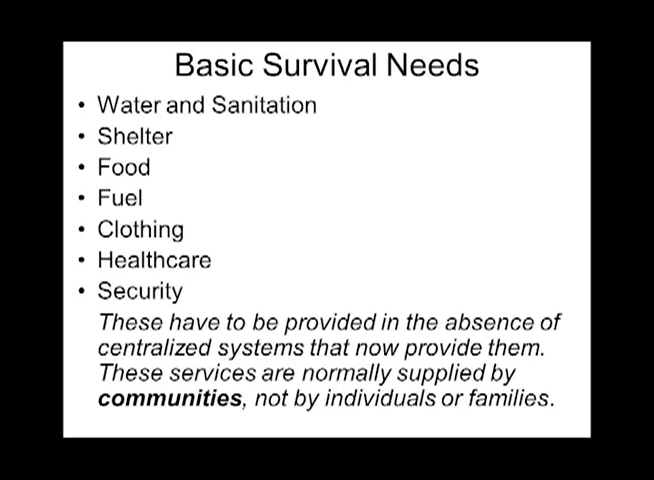 Basic Survival Needs
• Water and Sanitation
• Shelter
• Food
• Fuel
• Clothing
• Healthcare
• Security
These have to be provided in the absence of
centralized systems that now provide them.
These services are normally supplied by
communities, not by individuals or families.